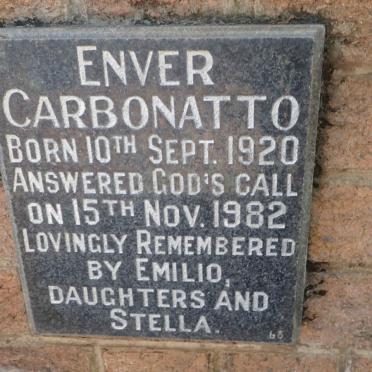 ENVER
CARBONATTO
BORN 10TH SEPT. 1920
ANSWERED GOD'S CALL
ON 15TH NOV. 1982
LOVINGLY REMEMBERED
BY EMILIO,
DAUGHTERS AND
STELLA.